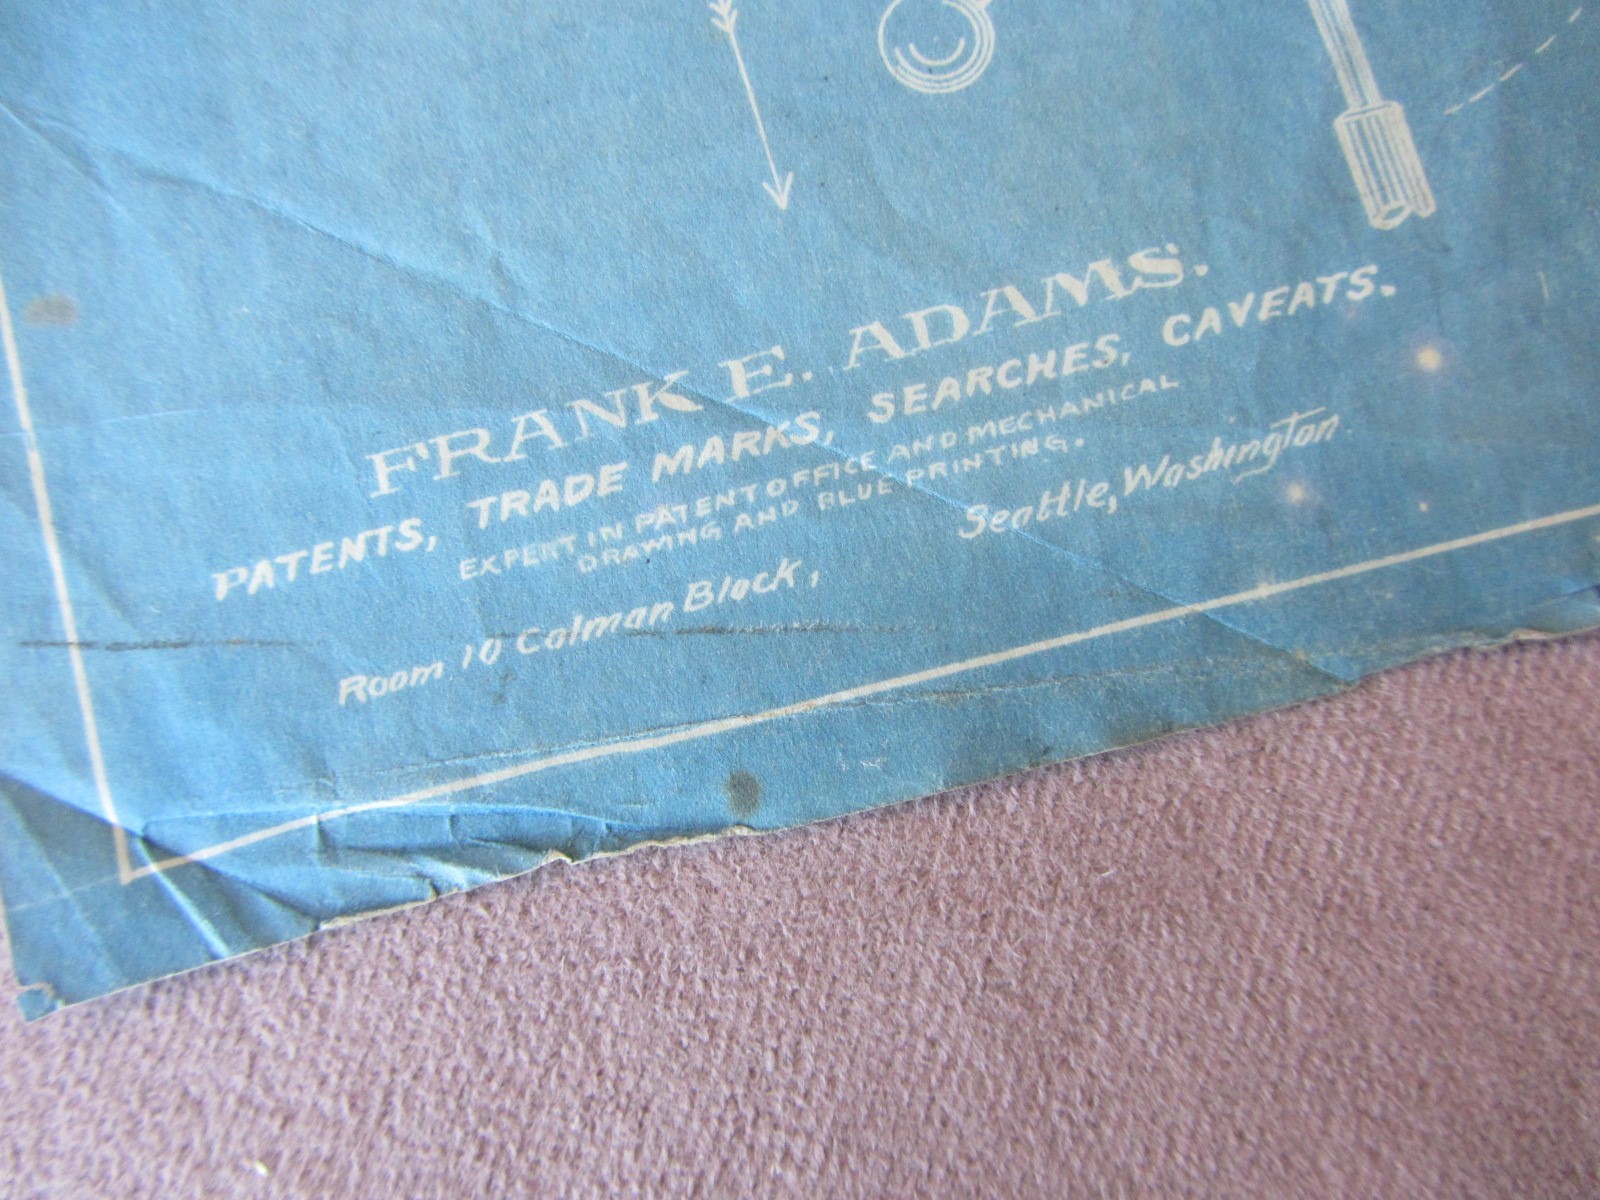 FRANK E. ADAMS.
PATENTS, TRADE MARKS, SEARCHES, CAVEATS.
EXPERT IN PATENT OFFICE AND MECHANICAL
DRAWING AND BLUE PRINTING.
Room 10 Colman Block, Seattle, Washington.